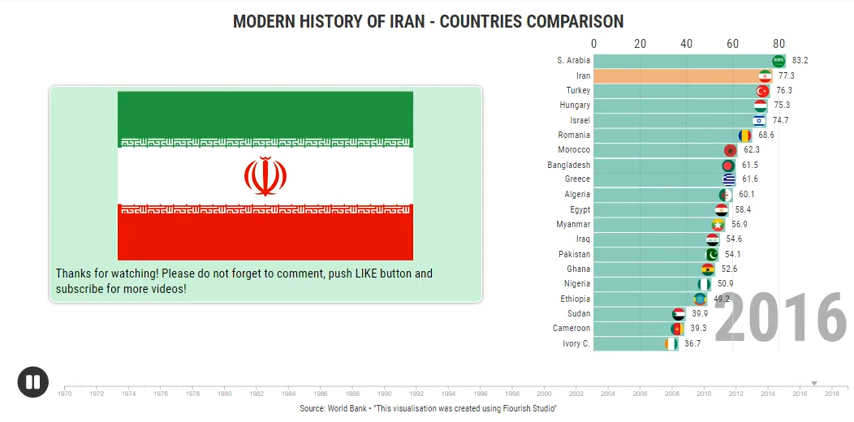 MODERN HISTORY OF IRAN - COUNTRIES COMPARISON
0 20 40 60 80
S. Arabia 83.2
Iran 77.3
Turkey 76.3
Hungary 75.3
Israel 74.7
Romania 68.6
Morocco 62.3
Bangladesh 61.5
Greece 61.6
Algeria 60.1
Egypt 58.4
Myanmar 56.9
Iraq 54.6
Pakistan 54.1
Ghana 52.6
Nigeria 50.9
Ethiopia 49.2
Sudan 39.9
Cameroon 39.3
Ivory C. 36.7
2016
Thanks for watching! Please do not forget to comment, push LIKE button and
subscribe for more videos!
1970 1972 1974 1976 1978 1980 1982 1984 1986 1988 1990 1992 1994 1996 1998 2000 2002 2004 2006 2008 2010 2012 2014 2016 2018
Source: World Bank • "This visualisation was created using Flourish Studio"